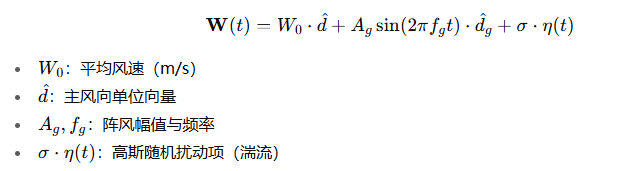 W(t) = W₀ · d̂ + A_g sin(2πf_g t) · d̂_g + σ · η(t)
• W₀：平均风速（m/s）
• d̂：主风向单位向量
• A_g, f_g：阵风幅值与频率
• σ · η(t)：高斯随机扰动项（湍流）